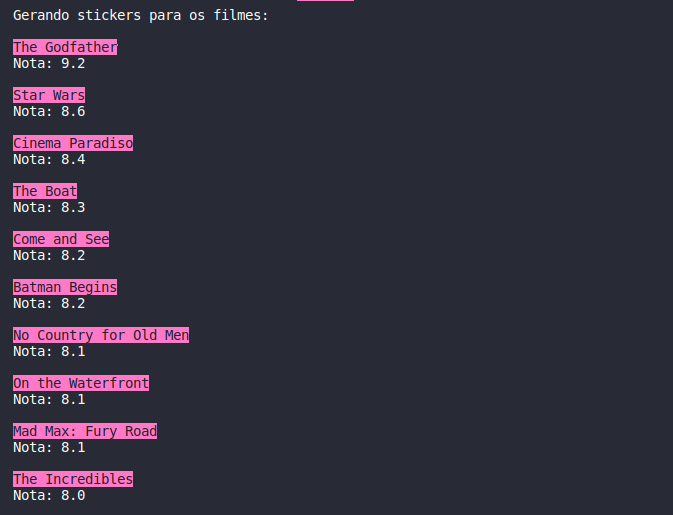 Gerando stickers para os filmes:
The Godfather
Nota: 9.2
Star Wars
Nota: 8.6
Cinema Paradiso
Nota: 8.4
The Boat
Nota: 8.3
Come and See
Nota: 8.2
Batman Begins
Nota: 8.2
No Country for Old Men
Nota: 8.1
On the Waterfront
Nota: 8.1
Mad Max: Fury Road
Nota: 8.1
The Incredibles
Nota: 8.0